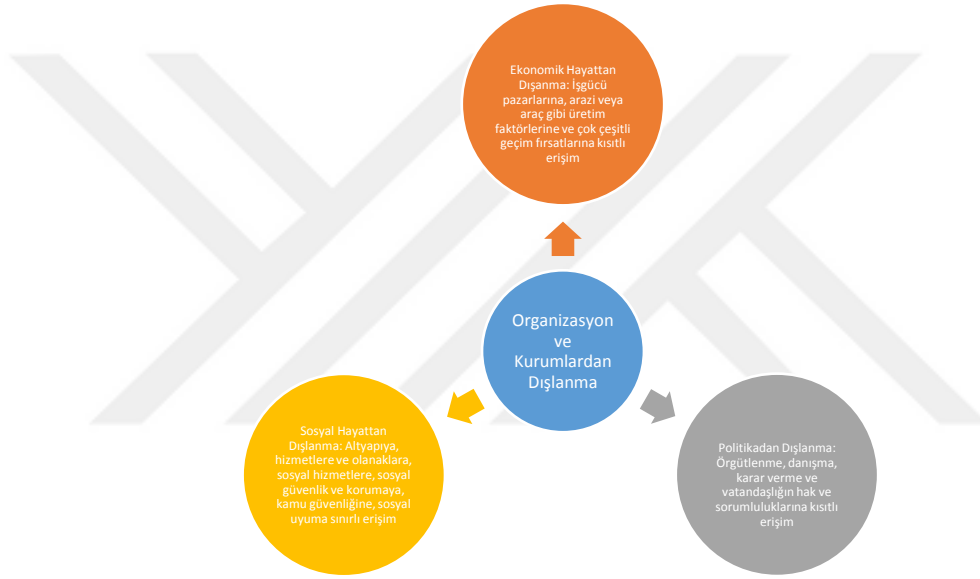 Ekonomik Hayattan
Dışanma: İşgücü
pazarlarına, arazi veya
araç gibi üretim
faktörlerine ve çok çeşitli
geçim fırsatlarına kısıtlı
erişim
Organizasyon
ve
Kurumlardan
Dışlanma
Sosyal Hayattan
Dışlanma: Altyapıya,
hizmetlere ve olanaklara,
sosyal hizmetlere, sosyal
güvenlik ve korumaya,
kamu güvenliğine, sosyal
uyuma sınırlı erişim
Politikadan Dışlanma:
Örgütlenme, danışma,
karar verme ve
vatandaşlığın hak ve
sorumluluklarına kısıtlı
erişim